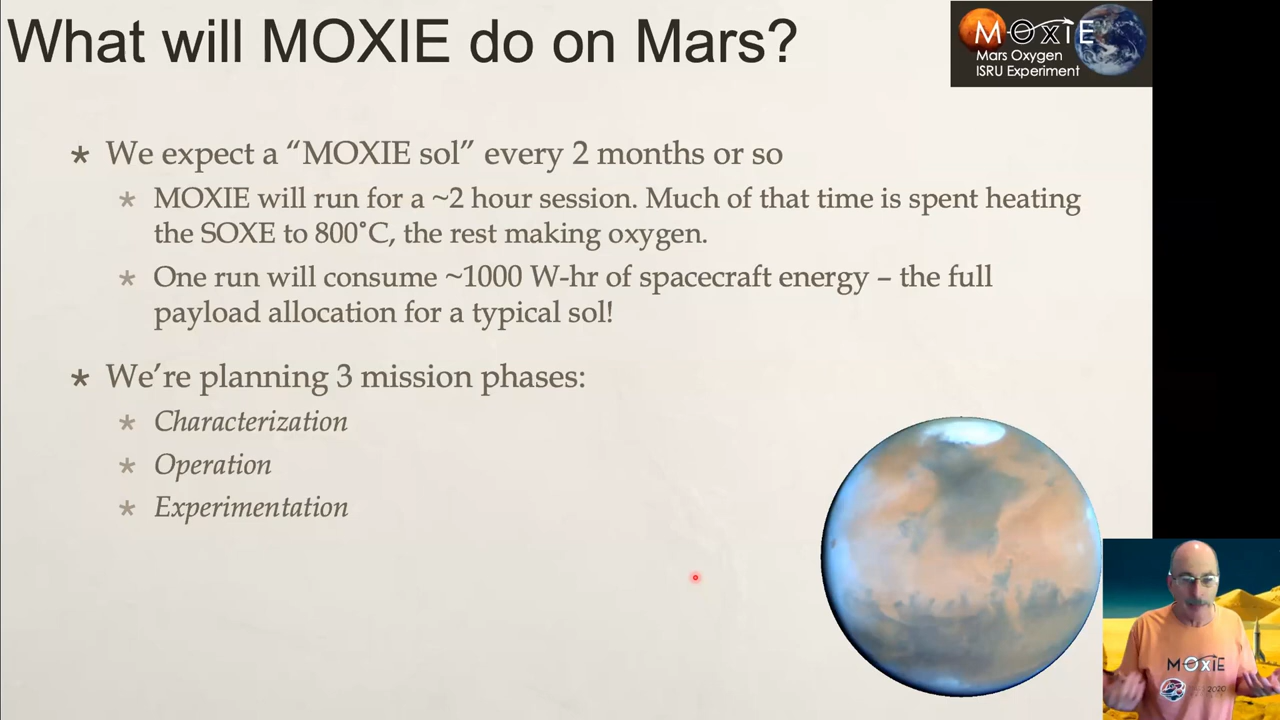 What will MOXIE do on Mars?
MOXIE
Mars Oxygen
ISRU Experiment
* We expect a “MOXIE sol” every 2 months or so
* MOXIE will run for a ~2 hour session. Much of that time is spent heating
the SOXE to 800°C, the rest making oxygen.
* One run will consume ~1000 W-hr of spacecraft energy – the full
payload allocation for a typical sol!
* We’re planning 3 mission phases:
* Characterization
* Operation
* Experimentation
MOXIE
2020